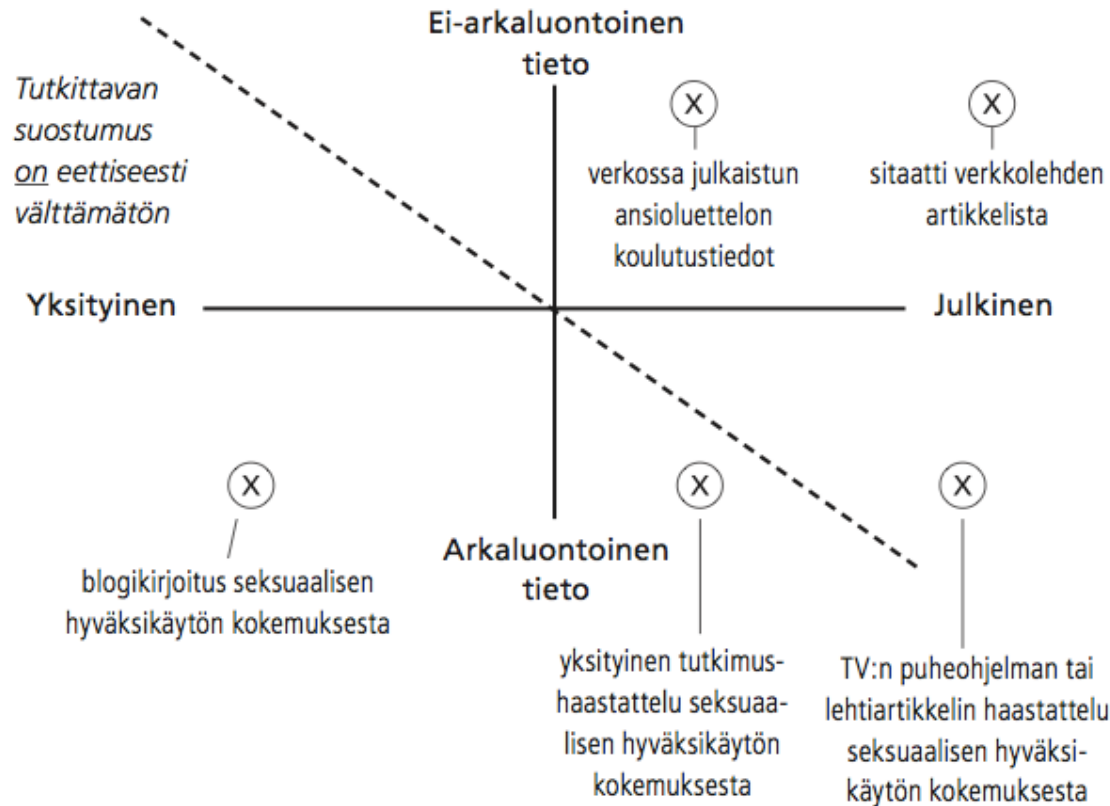 Ei-arkaluontoinen
tieto
Tutkittavan
suostumus
on eettiseesti
välttämätön
X
X
verkossa julkaistun
ansioluettelon
koulutustiedot
sitaatti verkkolehden
artikkelista
Yksityinen
Julkinen
X
X
X
Arkaluontoinen
tieto
blogikirjoitus seksuaalisen
hyväksikäytön kokemuksesta
yksityinen tutkimus-
haastattelu seksuaa-
lisen hyväksikäytön
kokemuksesta
TV:n puheohjelman tai
lehtiartikkelin haastattelu
seksuaalisen hyväksi-
käytön kokemuksesta